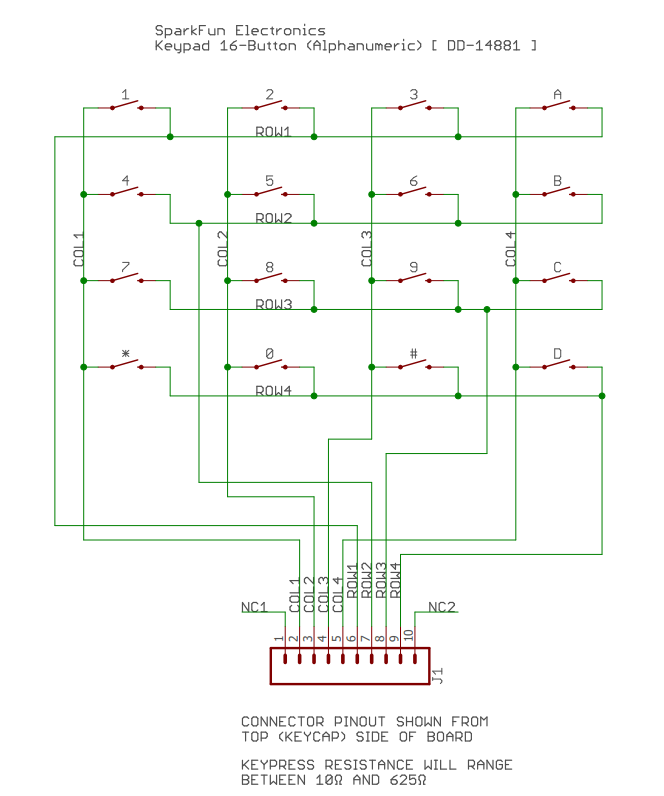 SparkFun Electronics
Keypad 16-Button (Alphanumeric) [ DD-14881 ]
1 2 3 A
ROW1
4 5 6 B
ROW2
COL1 COL2 COL3 COL4
7 8 9 C
ROW3
* 0 # D
ROW4
COL1 COL2 COL3 COL4 ROW1 ROW2 ROW3 ROW4
NC1 NC2
1 2 3 4 5 6 7 8 9 10
J1
CONNECTOR PINOUT SHOWN FROM
TOP (KEYCAP) SIDE OF BOARD
KEYPRESS RESISTANCE WILL RANGE
BETWEEN 10Ω AND 625Ω